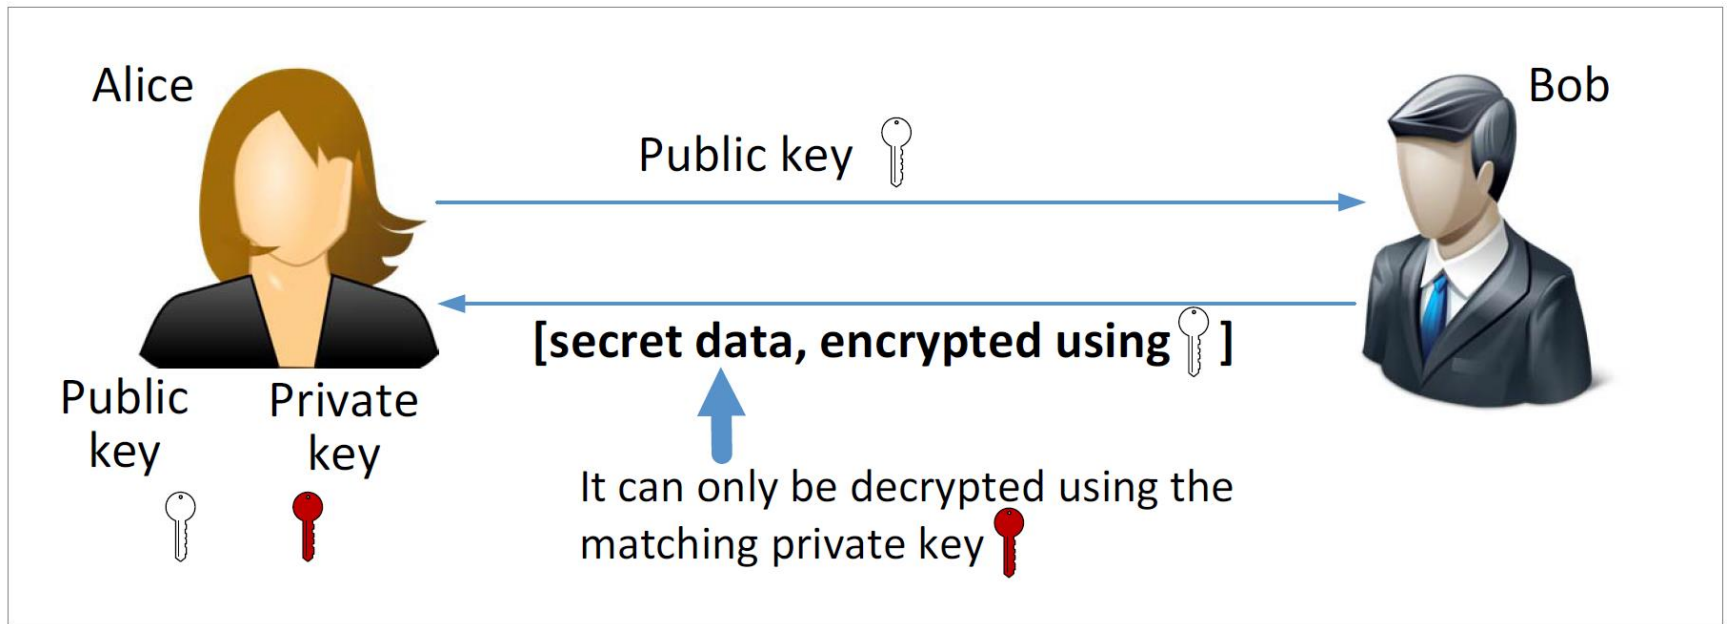 Alice
Bob
Public key
[secret data, encrypted using ]
Public
key
Private
key
It can only be decrypted using the
matching private key